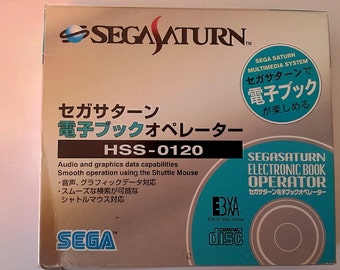 SEGASATURN™
SEGA SATURN
MULTIMEDIA SYSTEM
セガサターンで
電子ブック
が楽しめる
セガサターン
電子ブックオペレーター
HSS-0120
Audio and graphics data capabilities
Smooth operation using the Shuttle Mouse
・音声、グラフィックデータ対応
・スムーズな検索が可能な
シャトルマウス対応
SEGASATURN
ELECTRONIC BOOK
OPERATOR
セガサターン電子ブックオペレーター
SEGA
EBXA
COMPACT
disc